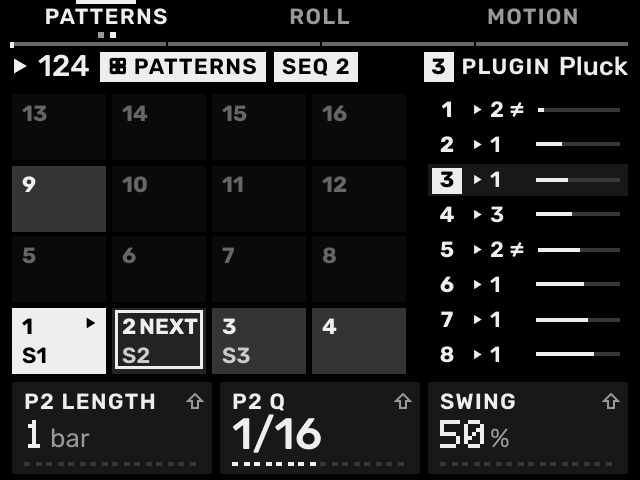 PATTERNS ROLL MOTION
124 PATTERNS SEQ 2 3 PLUGIN Pluck
13 14 15 16
9 10 11 12
5 6 7 8
1 2 NEXT 3 4
S1 S2 S3
1 2 ≠
2 1
3 1
4 3
5 2 ≠
6 1
7 1
8 1
P2 LENGTH P2 Q SWING
1 bar 1/16 50 %